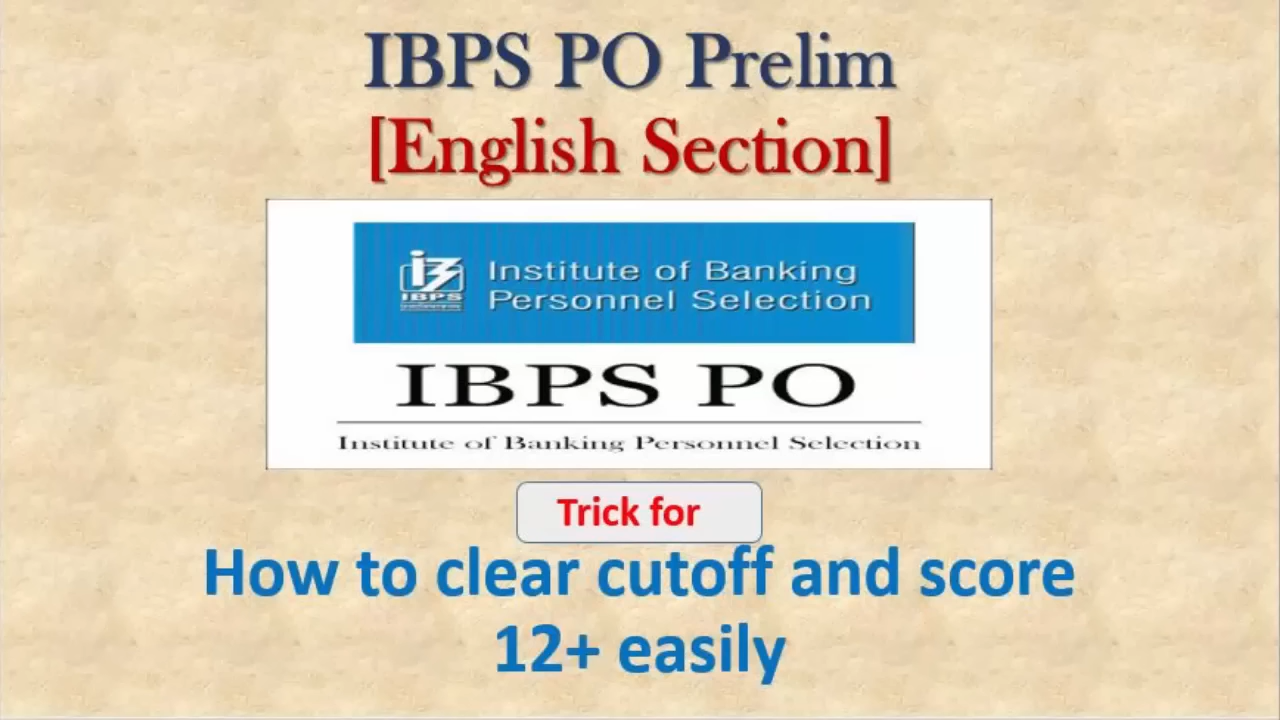 IBPS PO Prelim
[English Section]
IBPS
Institute of Banking
Personnel Selection
IBPS PO
Institute of Banking Personnel Selection
Trick for
How to clear cutoff and score
12+ easily